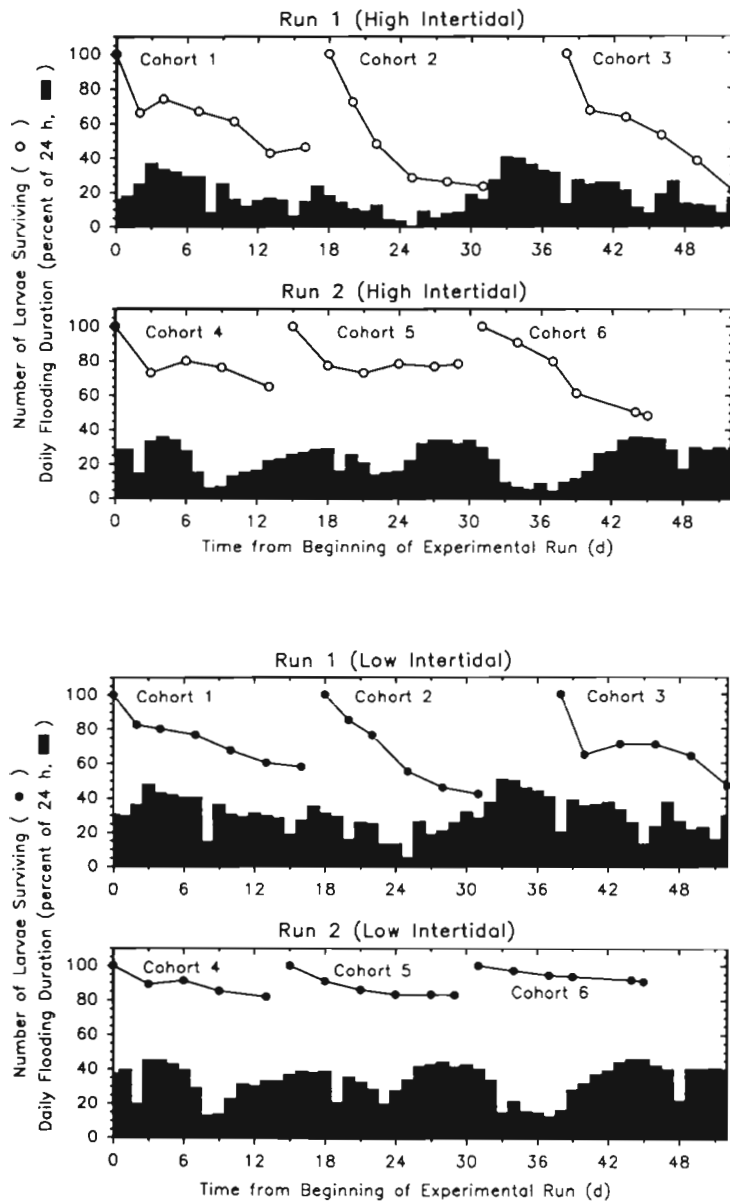 Run 1 (High Intertidal)
Cohort 1
Cohort 2
Cohort 3
100
80
60
40
20
0
0 6 12 18 24 30 36 42 48
Run 2 (High Intertidal)
Cohort 4
Cohort 5
Cohort 6
100
80
60
40
20
0
0 6 12 18 24 30 36 42 48
Time from Beginning of Experimental Run (d)
Number of Larvae Surviving ( o )
Daily Flooding Duration (percent of 24 h, ■ )
Run 1 (Low Intertidal)
Cohort 1
Cohort 2
Cohort 3
100
80
60
40
20
0
0 6 12 18 24 30 36 42 48
Run 2 (Low Intertidal)
Cohort 4
Cohort 5
Cohort 6
100
80
60
40
20
0
0 6 12 18 24 30 36 42 48
Time from Beginning of Experimental Run (d)
Number of Larvae Surviving ( ● )
Daily Flooding Duration (percent of 24 h, ■ )